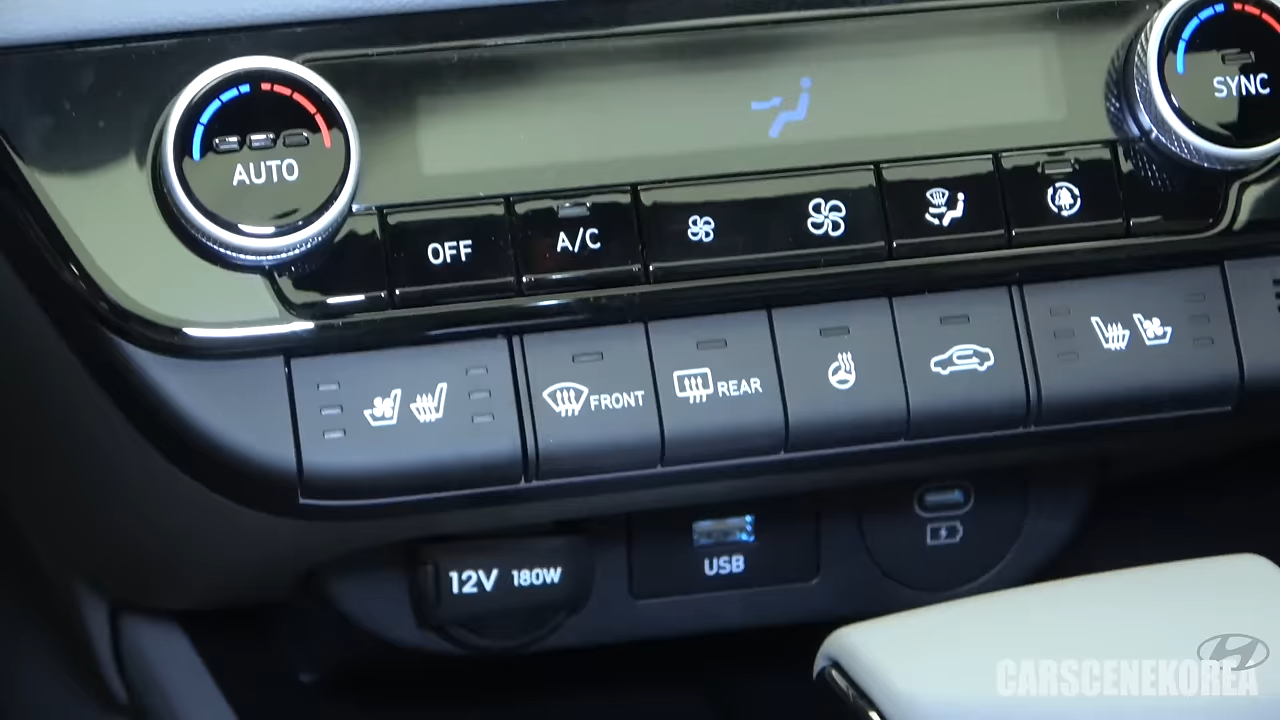 AUTO
SYNC
OFF
A/C
FRONT
REAR
12V 180W
USB
CARSCENEKOREA